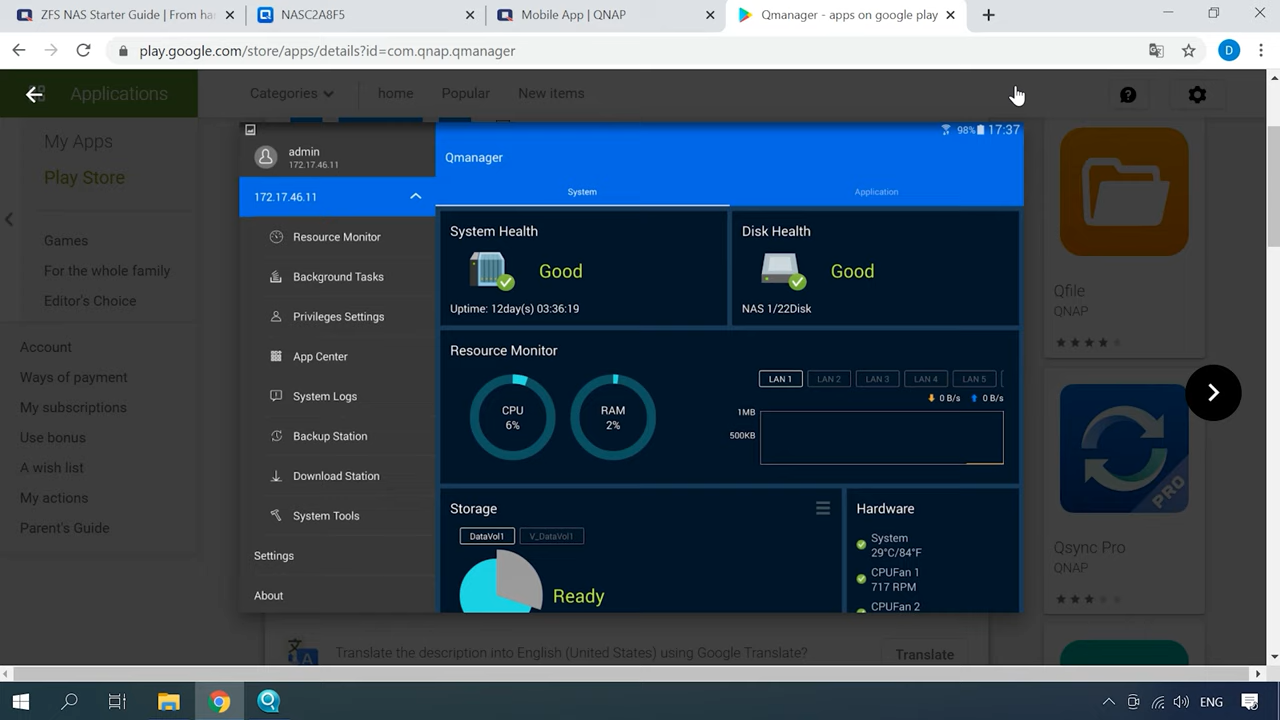 ZFS NAS Starter Guide | From ha
NASC2A8F5
Mobile App | QNAP
Qmanager - apps on google play
play.google.com/store/apps/details?id=com.qnap.qmanager
D
Applications
Categories
home
Popular
New items
My Apps
Play Store
Games
For the whole family
Editor's Choice
Account
Ways of payment
My subscriptions
Use bonus
A wish list
My actions
Parent's Guide
admin
172.17.46.11
172.17.46.11
Resource Monitor
Background Tasks
Privileges Settings
App Center
System Logs
Backup Station
Download Station
System Tools
Settings
About
98% 17:37
Qmanager
System
Application
System Health
Good
Uptime: 12day(s) 03:36:19
Disk Health
Good
NAS 1/22Disk
Resource Monitor
CPU
6%
RAM
2%
LAN 1 LAN 2 LAN 3 LAN 4 LAN 5
0 B/s 0 B/s
1MB
500KB
Storage
DataVol1 V_DataVol1
Ready
Hardware
System
29°C/84°F
CPUFan 1
717 RPM
CPUFan 2
Qfile
QNAP
PRO
Qsync Pro
QNAP
Translate the description into English (United States) using Google Translate?
Translate
ENG